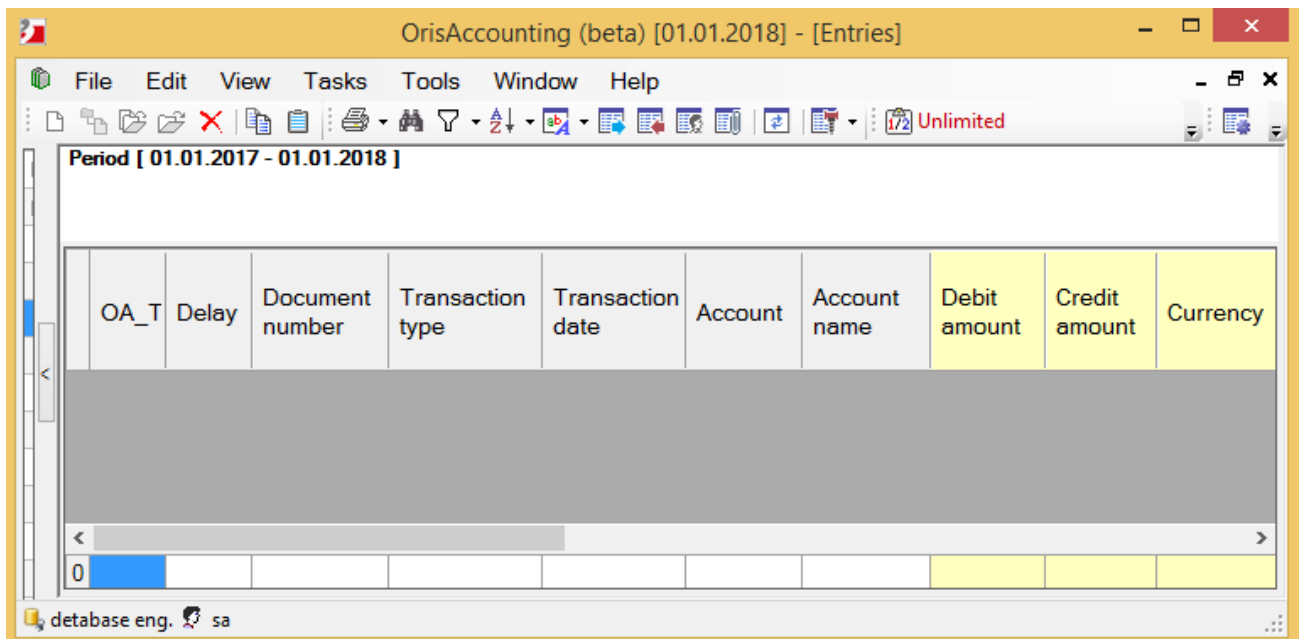 OrisAccounting (beta) [01.01.2018] - [Entries]
File Edit View Tasks Tools Window Help
Unlimited
Period [ 01.01.2017 - 01.01.2018 ]
OA_T Delay Document number Transaction type Transaction date Account Account name Debit amount Credit amount Currency
0
detabase eng. sa